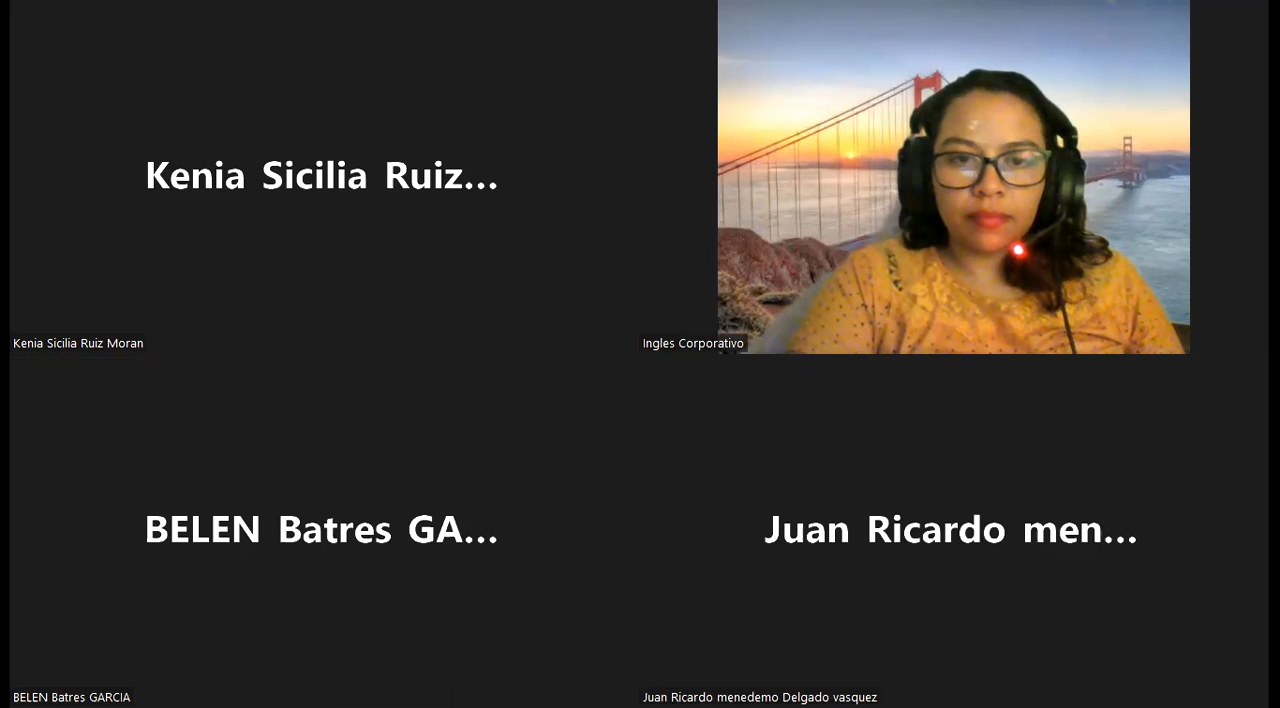 Kenia Sicilia Ruiz...
Kenia Sicilia Ruiz Moran
Ingles Corporativo
BELEN Batres GA...
Juan Ricardo men...
BELEN Batres GARCIA
Juan Ricardo menedemo Delgado vasquez